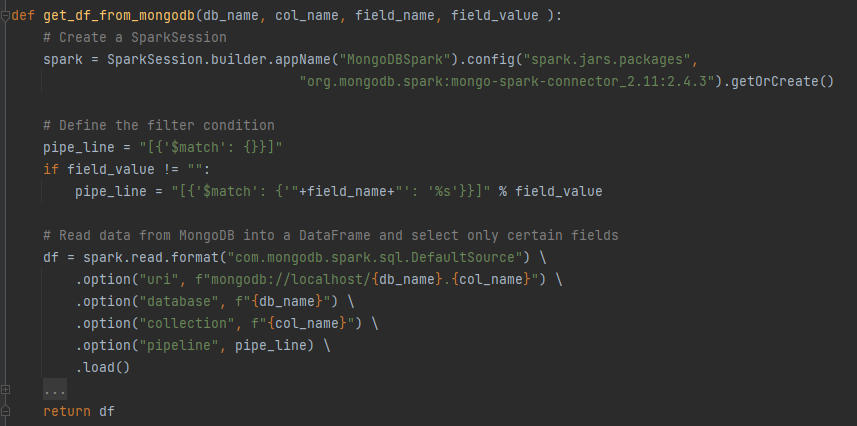 def get_df_from_mongodb(db_name, col_name, field_name, field_value ):
# Create a SparkSession
spark = SparkSession.builder.appName("MongoDBSpark").config("spark.jars.packages",
"org.mongodb.spark:mongo-spark-connector_2.11:2.4.3").getOrCreate()
# Define the filter condition
pipe_line = "[{'$match': {}}]"
if field_value != "":
pipe_line = "[{'$match': {'"+field_name+"': '%s'}}]" % field_value
# Read data from MongoDB into a DataFrame and select only certain fields
df = spark.read.format("com.mongodb.spark.sql.DefaultSource") \
.option("uri", f"mongodb://localhost/{db_name}.{col_name}") \
.option("database", f"{db_name}") \
.option("collection", f"{col_name}") \
.option("pipeline", pipe_line) \
.load()
...
return df